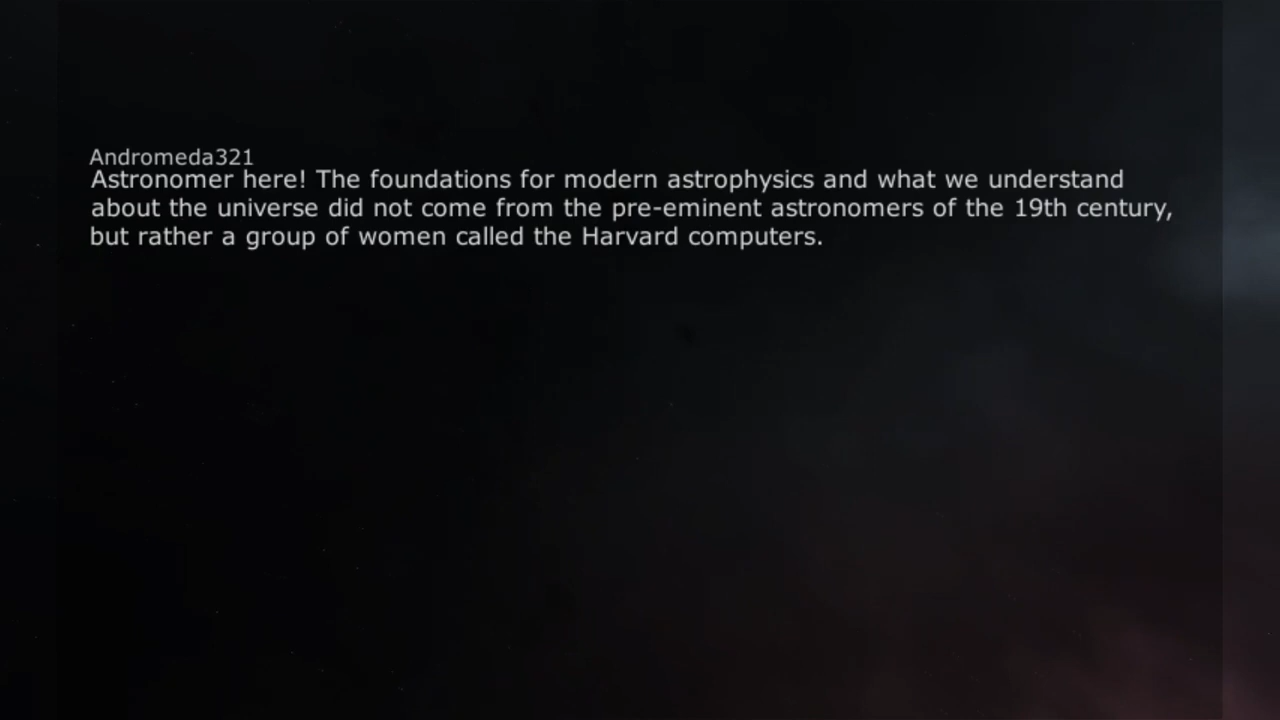 Andromeda321
Astronomer here! The foundations for modern astrophysics and what we understand
about the universe did not come from the pre-eminent astronomers of the 19th century,
but rather a group of women called the Harvard computers.